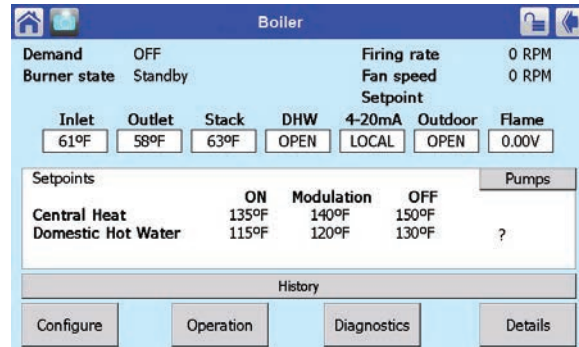 Boiler
Demand OFF Firing rate 0 RPM
Burner state Standby Fan speed 0 RPM
Setpoint
Inlet Outlet Stack DHW 4-20mA Outdoor Flame
61ºF 58ºF 63ºF OPEN LOCAL OPEN 0.00V
Setpoints Pumps
ON Modulation OFF
Central Heat 135ºF 140ºF 150ºF
Domestic Hot Water 115ºF 120ºF 130ºF ?
History
Configure Operation Diagnostics Details